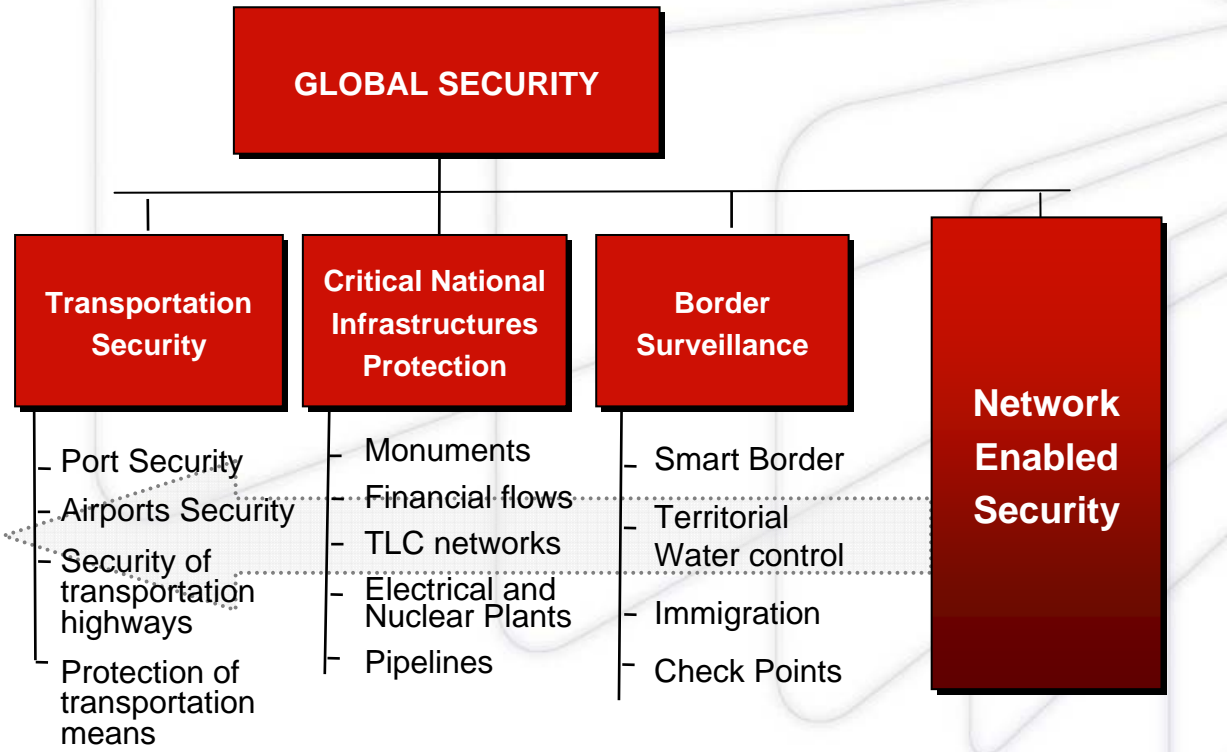 GLOBAL SECURITY
Transportation
Security
– Port Security
– Airports Security
– Security of
transportation
highways
– Protection of
transportation
means
Critical National
Infrastructures
Protection
– Monuments
– Financial flows
– TLC networks
– Electrical and
Nuclear Plants
– Pipelines
Border
Surveillance
– Smart Border
– Territorial
Water control
– Immigration
– Check Points
Network
Enabled
Security